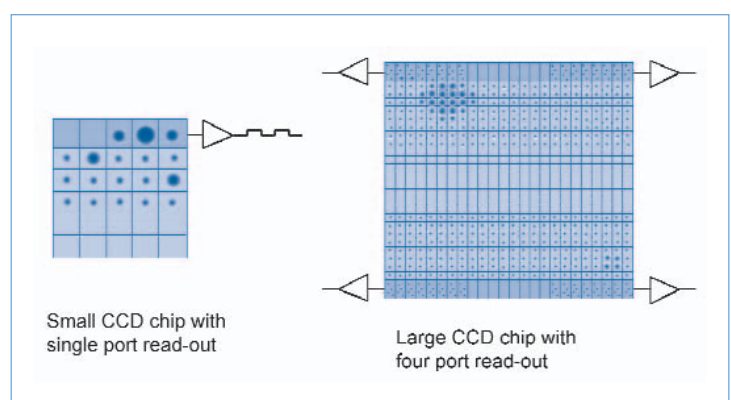 Small CCD chip with
single port read-out
Large CCD chip with
four port read-out